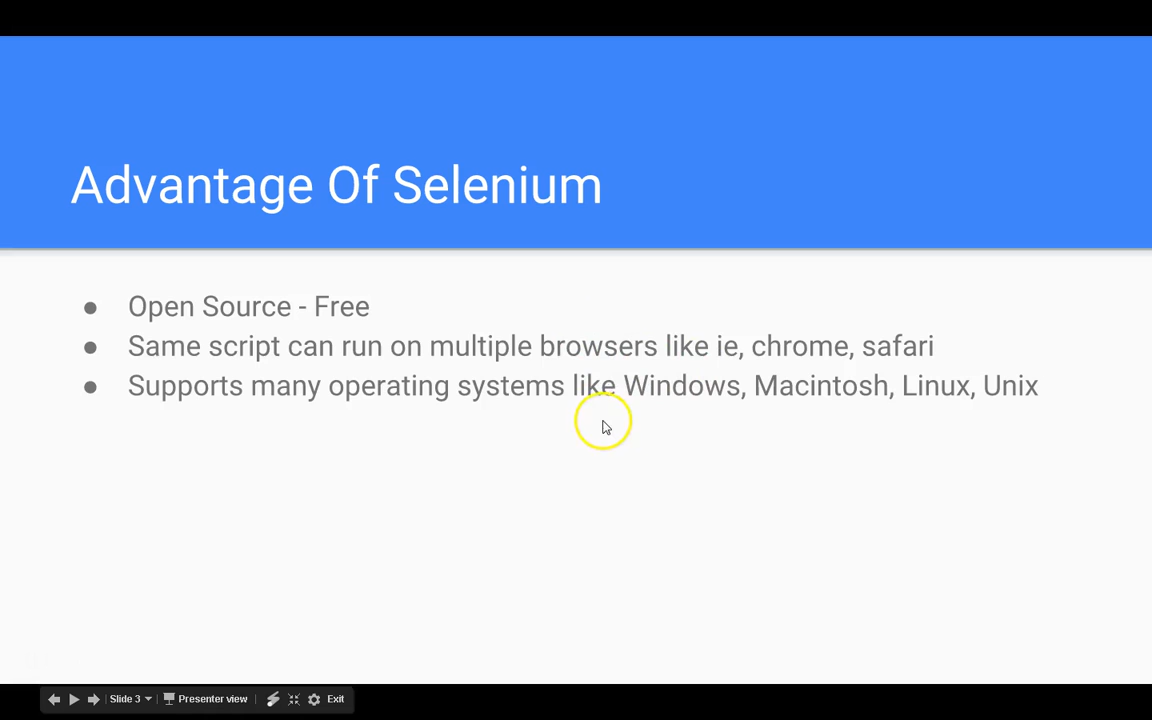 Advantage Of Selenium
● Open Source - Free
● Same script can run on multiple browsers like ie, chrome, safari
● Supports many operating systems like Windows, Macintosh, Linux, Unix
Slide 3 Presenter view Exit